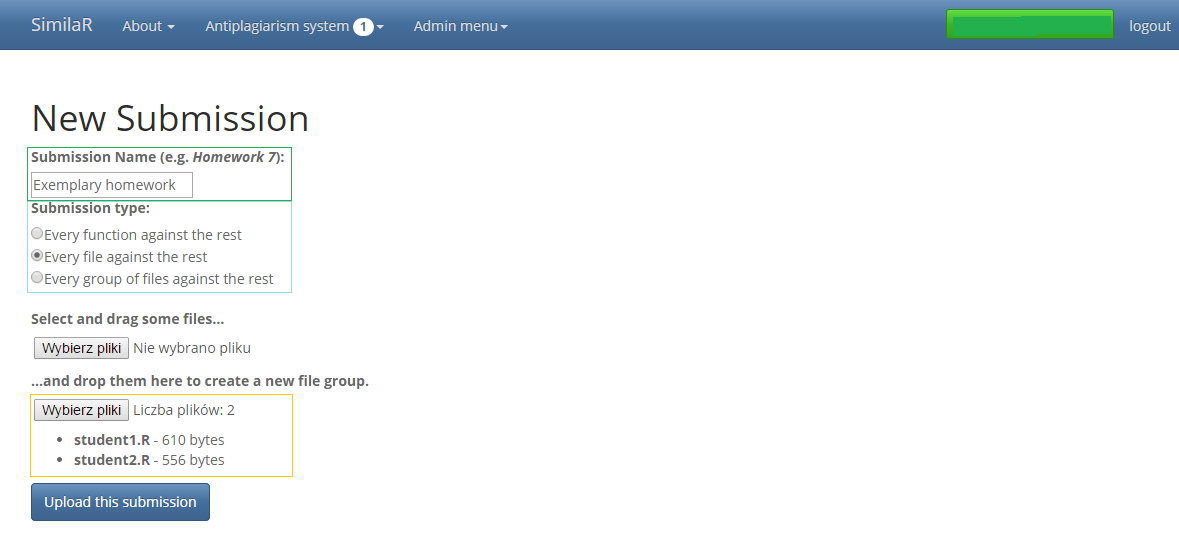 SimilaR About Antiplagiarism system 1 Admin menu logout
New Submission
Submission Name (e.g. Homework 7):
Exemplary homework
Submission type:
Every function against the rest
Every file against the rest
Every group of files against the rest
Select and drag some files...
Wybierz pliki Nie wybrano pliku
...and drop them here to create a new file group.
Wybierz pliki Liczba plików: 2
student1.R - 610 bytes
student2.R - 556 bytes
Upload this submission